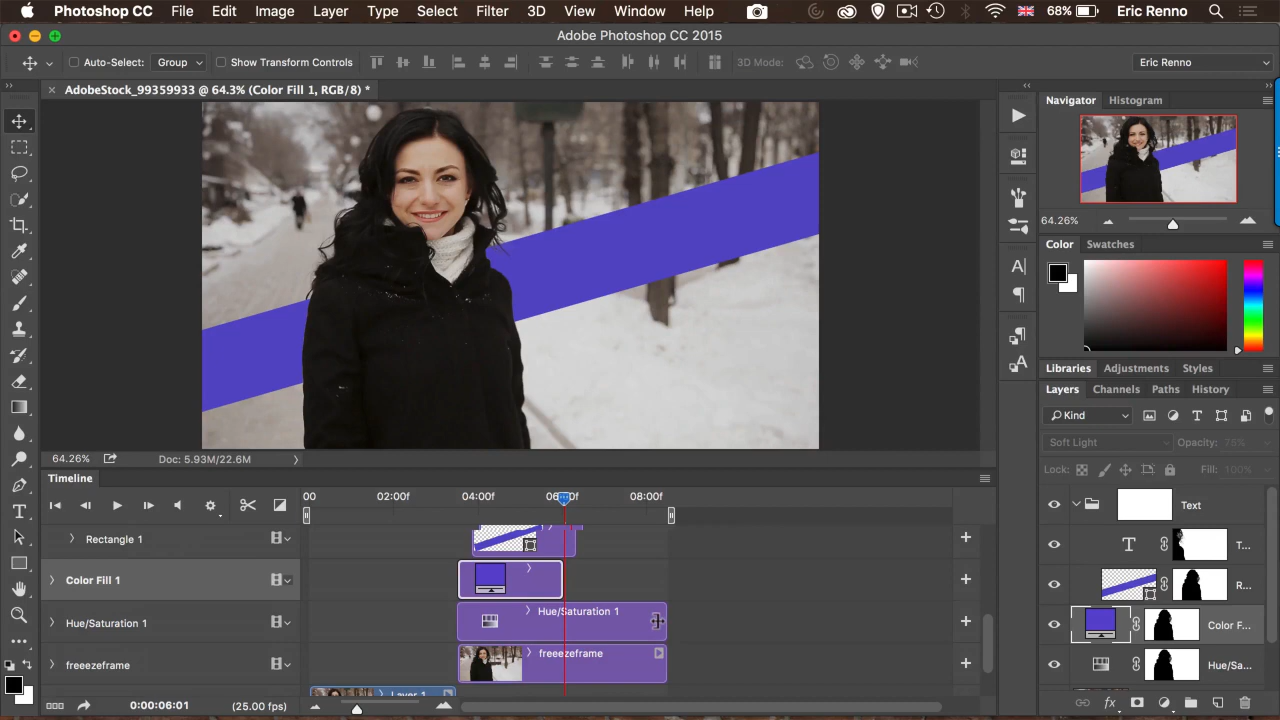 Photoshop CC File Edit Image Layer Type Select Filter 3D View Window Help 68% Eric Renno
Adobe Photoshop CC 2015
Auto-Select: Group Show Transform Controls 3D Mode: Eric Renno
AdobeStock_99359933 @ 64.3% (Color Fill 1, RGB/8) *
Navigator Histogram
64.26%
Color Swatches
Libraries Adjustments Styles
Layers Channels Paths History
Kind
Soft Light Opacity: 75%
Lock: Fill: 100%
Text
T...
R...
Color F...
Hue/Sa...
64.26% Doc: 5.93M/22.6M
Timeline
00 02:00f 04:00f 06:00f 08:00f
Rectangle 1
Color Fill 1
Hue/Saturation 1 Hue/Saturation 1
freeezeframe freeezeframe
Layer 1
0:00:06:01 (25.00 fps)